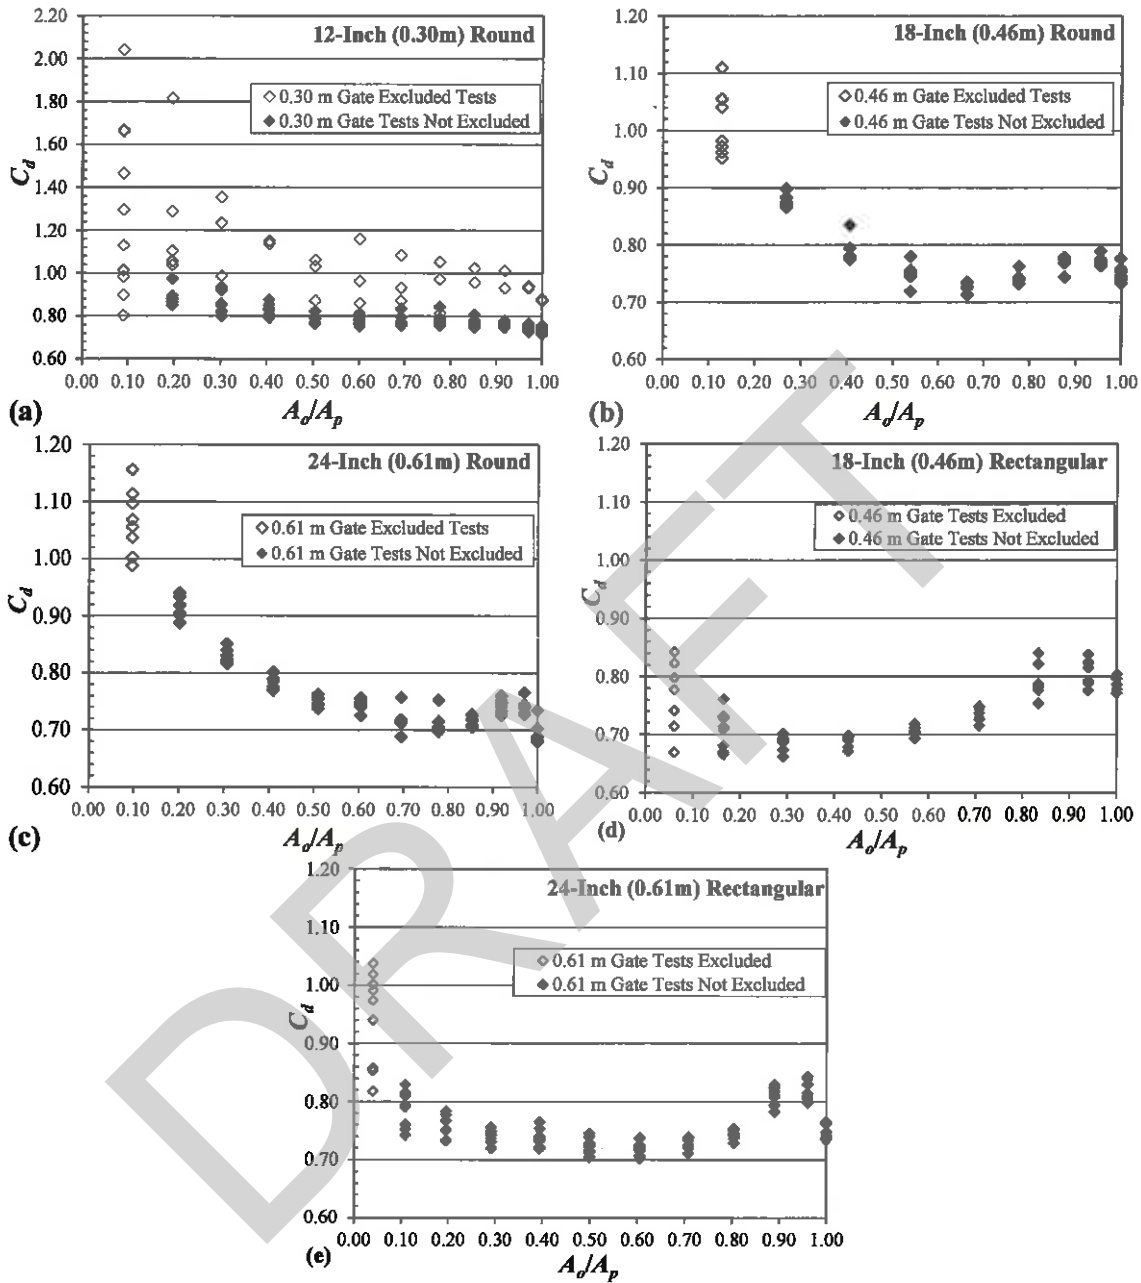 12-Inch (0.30m) Round
0.30 m Gate Excluded Tests
0.30 m Gate Tests Not Excluded
2.20
2.00
1.80
1.60
1.40
1.20
1.00
0.80
0.60
C_d
0.00 0.10 0.20 0.30 0.40 0.50 0.60 0.70 0.80 0.90 1.00
(a)
A_o/A_p
18-Inch (0.46m) Round
0.46 m Gate Excluded Tests
0.46 m Gate Tests Not Excluded
1.20
1.10
1.00
0.90
0.80
0.70
0.60
C_d
0.00 0.10 0.20 0.30 0.40 0.50 0.60 0.70 0.80 0.90 1.00
(b)
A_o/A_p
24-Inch (0.61m) Round
0.61 m Gate Excluded Tests
0.61 m Gate Tests Not Excluded
1.20
1.10
1.00
0.90
0.80
0.70
0.60
C_d
0.00 0.10 0.20 0.30 0.40 0.50 0.60 0.70 0.80 0.90 1.00
(c)
A_o/A_p
18-Inch (0.46m) Rectangular
0.46 m Gate Tests Excluded
0.46 m Gate Tests Not Excluded
1.20
1.10
1.00
0.90
0.80
0.70
0.60
C_d
0.00 0.10 0.20 0.30 0.40 0.50 0.60 0.70 0.80 0.90 1.00
(d)
A_o/A_p
24-Inch (0.61m) Rectangular
0.61 m Gate Tests Excluded
0.61 m Gate Tests Not Excluded
1.20
1.10
1.00
0.90
0.80
0.70
0.60
C_d
0.00 0.10 0.20 0.30 0.40 0.50 0.60 0.70 0.80 0.90 1.00
(e)
A_o/A_p
DRAFT